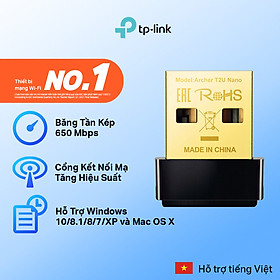 tp-link
Thiết bị
mạng Wi-Fi
NO.1
Băng Tần Kép
650 Mbps
Cổng Kết Nối Mạ
Tăng Hiệu Suất
Hỗ Trợ Windows
10/8.1/8/7/XP và Mac OS X
Model: Archer T2U Nano
EAC RoHS
MADE IN CHINA
Hỗ trợ tiếng Việt